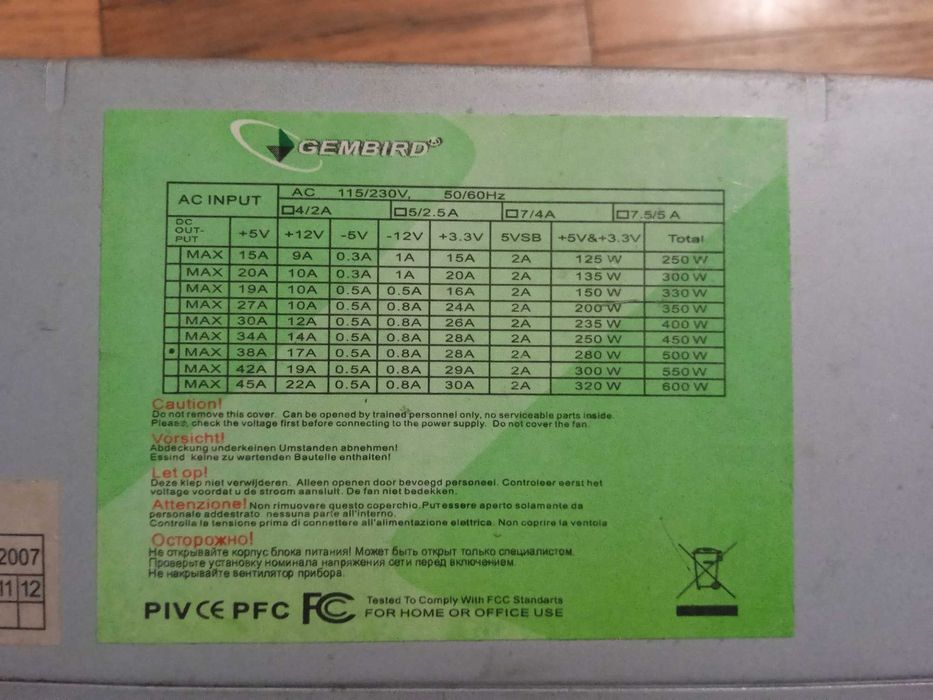 GEMBIRD
AC INPUT AC 115/230V, 50/60Hz
□4/2A □5/2.5A □7/4A □7.5/5 A
DC OUT-PUT +5V +12V -5V -12V +3.3V 5VSB +5V&+3.3V Total
MAX 15A 9A 0.3A 1A 15A 2A 125 W 250 W
MAX 20A 10A 0.3A 1A 20A 2A 135 W 300 W
MAX 19A 10A 0.5A 0.5A 16A 2A 150 W 330 W
MAX 27A 10A 0.5A 0.8A 24A 2A 200 W 350 W
MAX 30A 12A 0.5A 0.8A 26A 2A 235 W 400 W
MAX 34A 14A 0.5A 0.8A 28A 2A 250 W 450 W
• MAX 38A 17A 0.5A 0.8A 28A 2A 280 W 500 W
MAX 42A 19A 0.5A 0.8A 29A 2A 300 W 550 W
MAX 45A 22A 0.5A 0.8A 30A 2A 320 W 600 W
Caution!
Do not remove this cover. Can be opened by trained personnel only, no serviceable parts inside.
Please, check the voltage first before connecting to the power supply. Do not cover the fan.
Vorsicht!
Abdeckung underkeinen Umstanden abnehmen!
Essind keine zu wartenden Bauteile enthalten!
Let op!
Deze klep niet verwijderen. Alleen openen door bevoegd personeel. Controleer eerst het
voltage voordat u de stroom aansluit. De fan niet bedekken.
Attenzione! Non rimuovere questo coperchio.Put essere aperto solamente da
personale addestrato nessuna parte all'interno.
Controlla la tensione prima di connettere all'alimentazione elettrica. Non coprire la ventola
Осторожно!
Не открывайте корпус блока питания! Может быть открыт только специалистом.
Проверьте установку номинала напряжения сети перед включением.
Не накрывайте вентилятор прибора.
PIV CE PFC FC Tested To Comply With FCC Standarts
FOR HOME OR OFFICE USE
2007
11 12